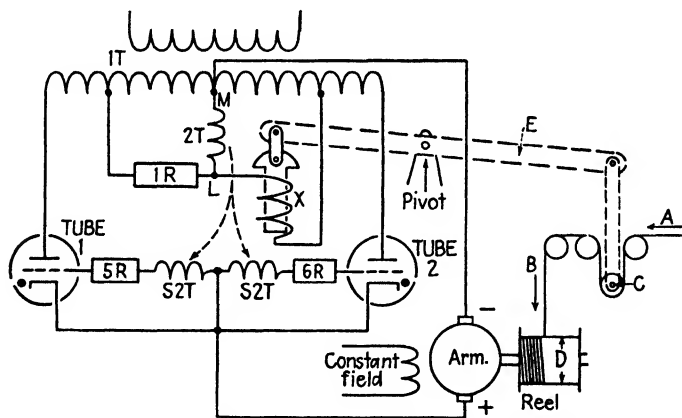 1T
M
2T
E
1R
L
X
Pivot
A
TUBE
1
TUBE
2
5R
S2T
S2T
6R
B
C
−
Constant
field
Arm.
D
+
Reel